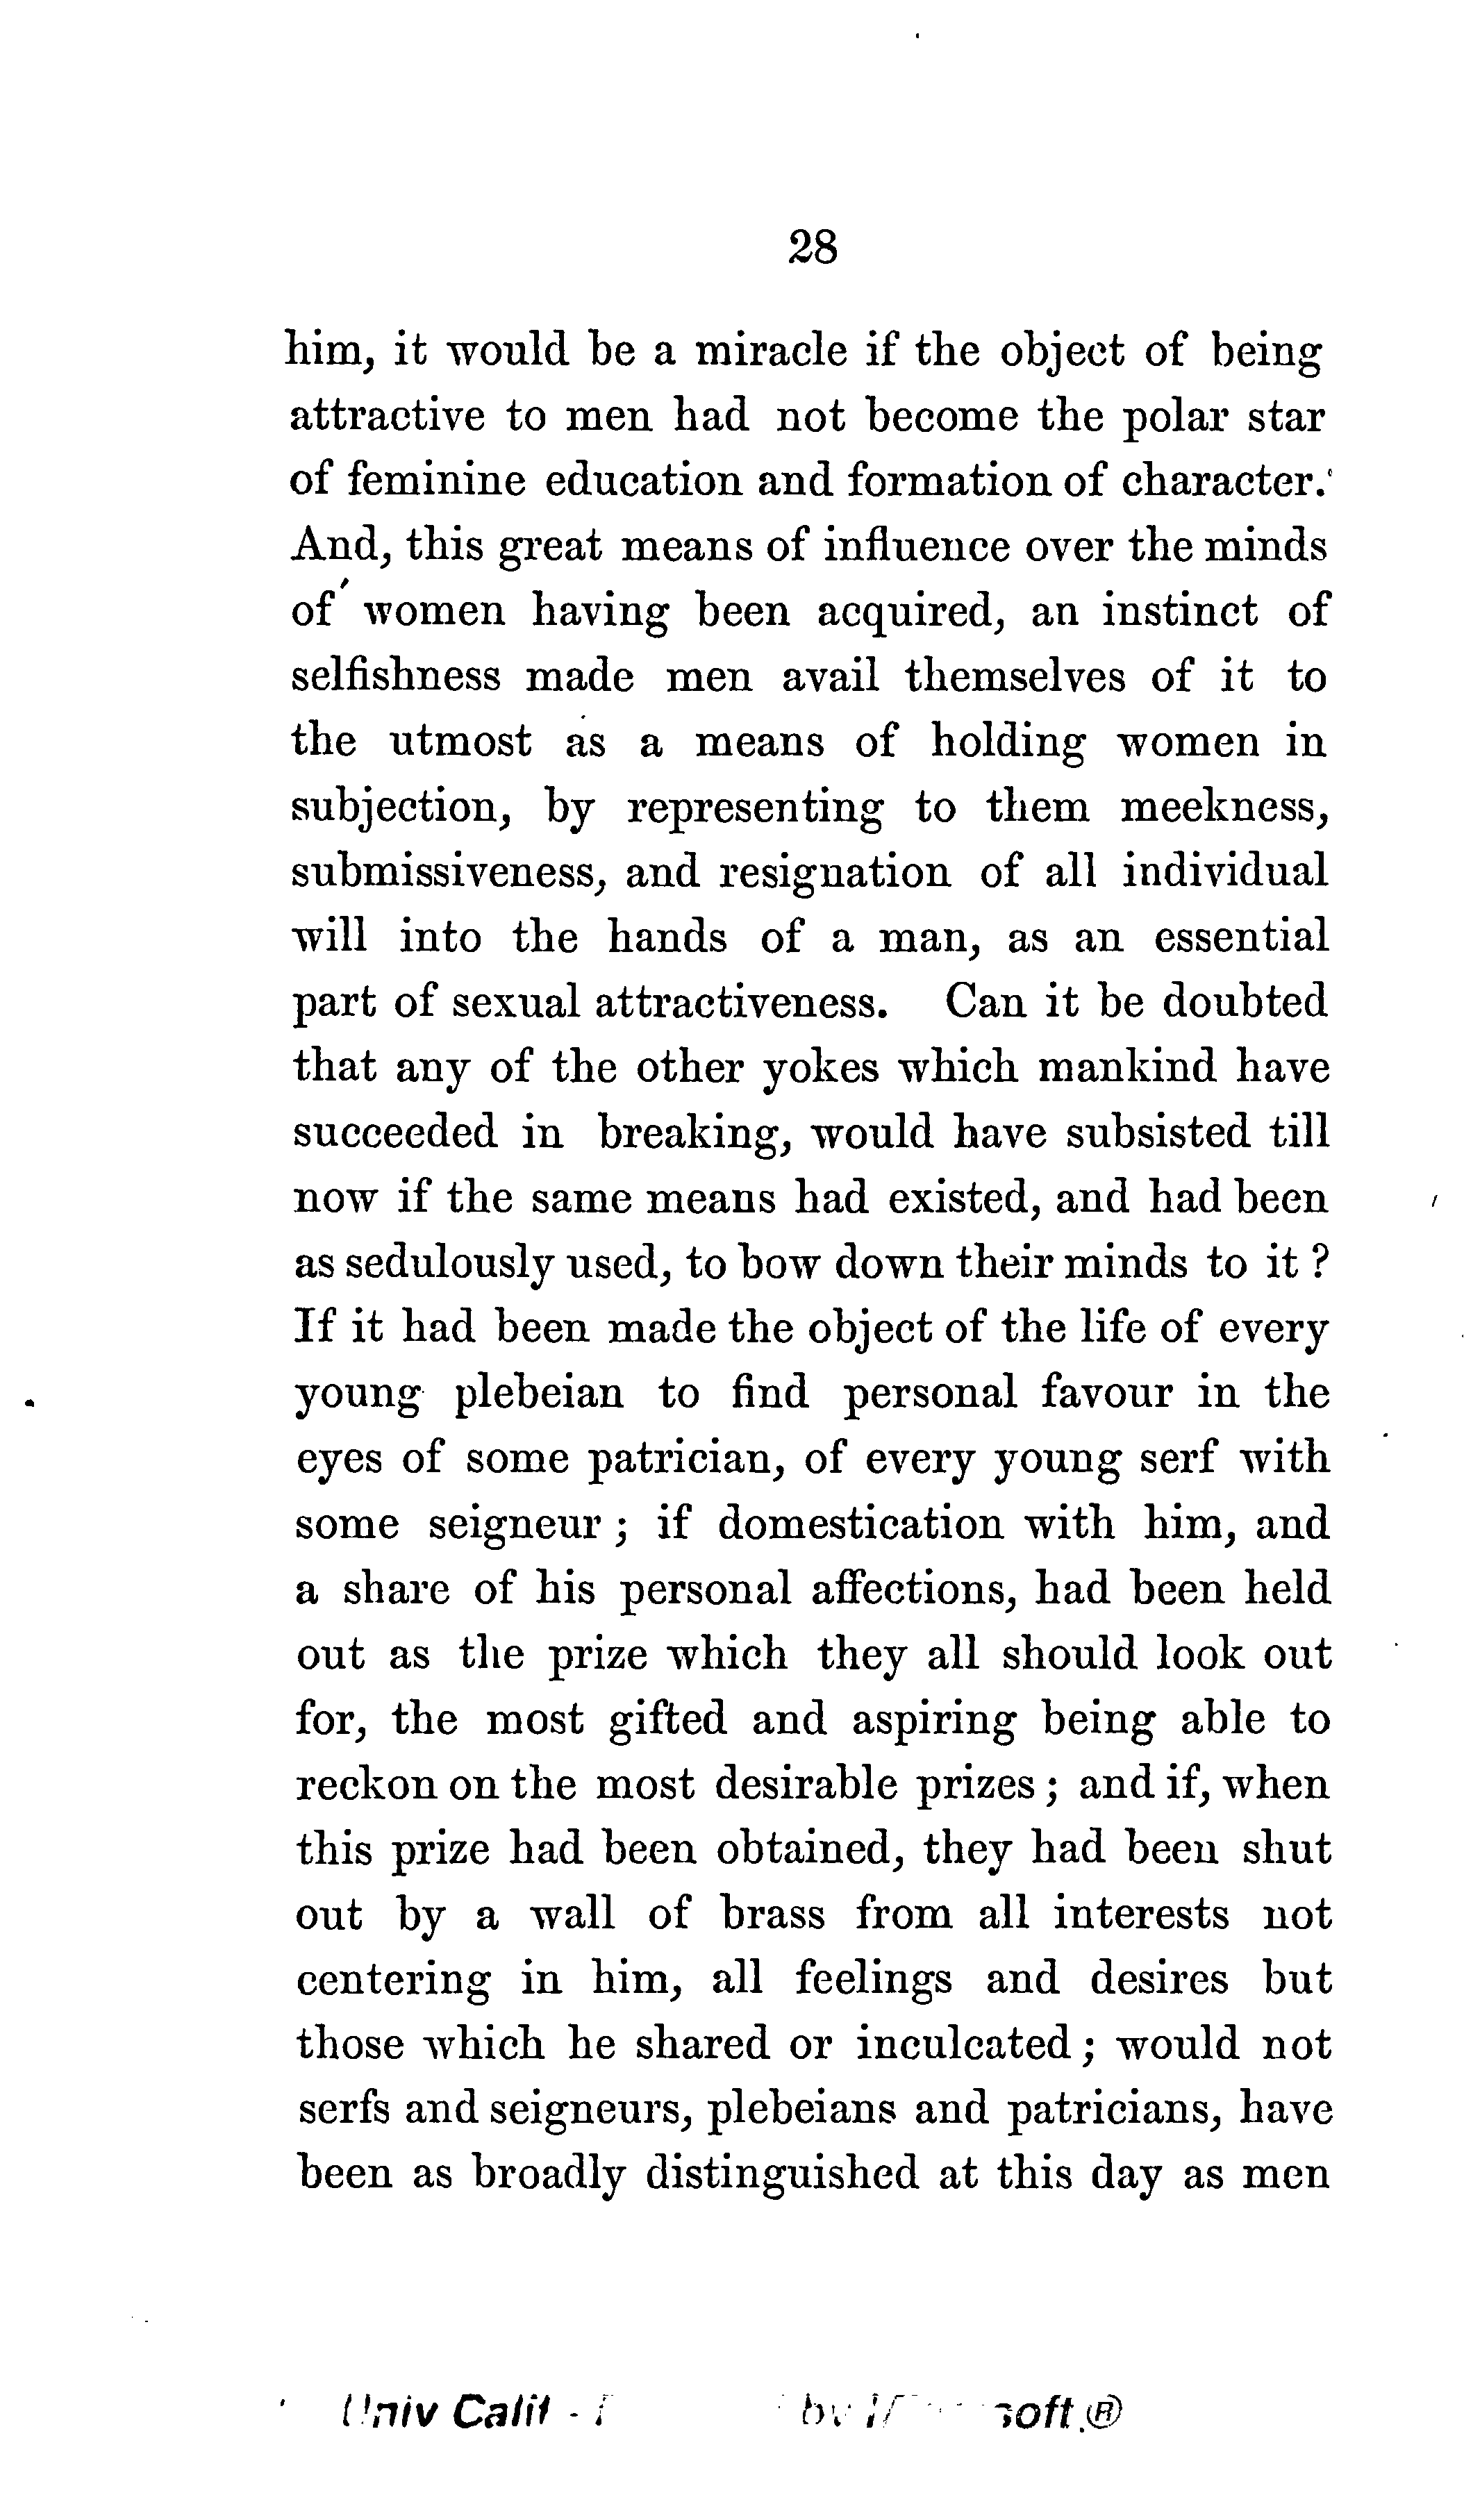 28
him, it would be a miracle if the object of being
attractive to men had not become the polar star
of feminine education and formation of character.
And, this great means of influence over the minds
of women having been acquired, an instinct of
selfishness made men avail themselves of it to
the utmost as a means of holding women in
subjection, by representing to them meekness,
submissiveness, and resignation of all individual
will into the hands of a man, as an essential
part of sexual attractiveness. Can it be doubted
that any of the other yokes which mankind have
succeeded in breaking, would have subsisted till
now if the same means had existed, and had been
as sedulously used, to bow down their minds to it ?
If it had been made the object of the life of every
young plebeian to find personal favour in the
eyes of some patrician, of every young serf with
some seigneur ; if domestication with him, and
a share of his personal affections, had been held
out as the prize which they all should look out
for, the most gifted and aspiring being able to
reckon on the most desirable prizes ; and if, when
this prize had been obtained, they had been shut
out by a wall of brass from all interests not
centering in him, all feelings and desires but
those which he shared or inculcated ; would not
serfs and seigneurs, plebeians and patricians, have
been as broadly distinguished at this day as men
Univ Calif - by